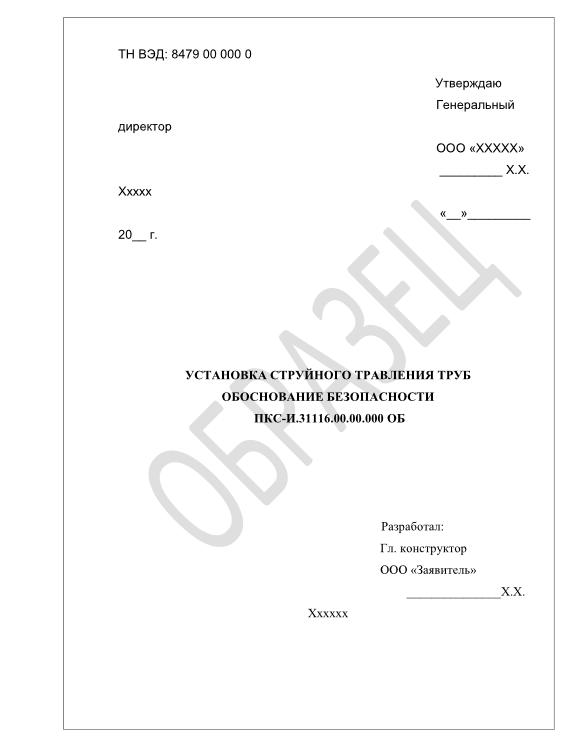 ТН ВЭД: 8479 00 000 0
Утверждаю
Генеральный
директор
ООО «ХХХХХ»
_________ Х.Х.
Ххххх
«__»_________
20__ г.
ОБРАЗЕЦ
УСТАНОВКА СТРУЙНОГО ТРАВЛЕНИЯ ТРУБ
ОБОСНОВАНИЕ БЕЗОПАСНОСТИ
ПКС-И.31116.00.00.000 ОБ
Разработал:
Гл. конструктор
ООО «Заявитель»
_______________Х.Х.
Хххххх